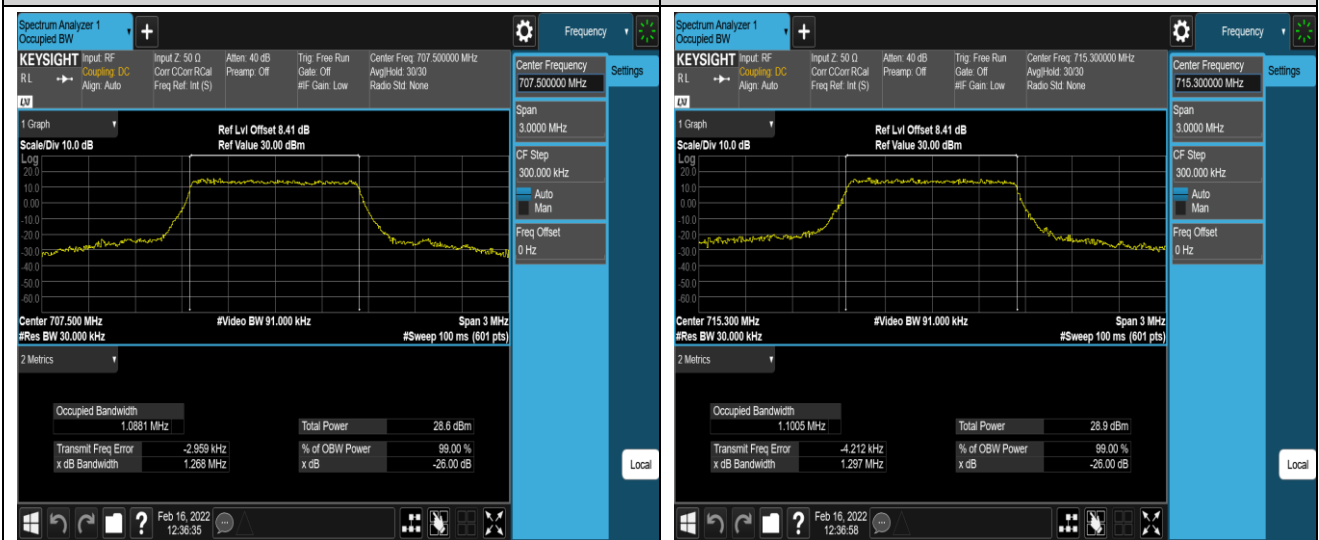 Spectrum Analyzer 1
Occupied BW
Frequency
KEYSIGHT
Input: RF
Coupling: DC
Align: Auto
Input Z: 50 Ω
Corr CCorr RCal
Freq Ref: Int (S)
Atten: 40 dB
Preamp: Off
Trig: Free Run
Gate: Off
#IF Gain: Low
Center Freq: 707.500000 MHz
Avg|Hold: 30/30
Radio Std: None
R L
LXI
Center Frequency
707.500000 MHz
Settings
Span
3.0000 MHz
CF Step
300.000 kHz
Auto
Man
Freq Offset
0 Hz
1 Graph
Ref Lvl Offset 8.41 dB
Scale/Div 10.0 dB
Ref Value 30.00 dBm
Log
20.0
10.0
0.00
-10.0
-20.0
-30.0
-40.0
-50.0
-60.0
Center 707.500 MHz
#Video BW 91.000 kHz
Span 3 MHz
#Res BW 30.000 kHz
#Sweep 100 ms (601 pts)
2 Metrics
Occupied Bandwidth
1.0881 MHz
Total Power
28.6 dBm
Transmit Freq Error
-2.959 kHz
% of OBW Power
99.00 %
x dB Bandwidth
1.268 MHz
x dB
-26.00 dB
Local
?
Feb 16, 2022
12:36:35
Spectrum Analyzer 1
Occupied BW
Frequency
KEYSIGHT
Input: RF
Coupling: DC
Align: Auto
Input Z: 50 Ω
Corr CCorr RCal
Freq Ref: Int (S)
Atten: 40 dB
Preamp: Off
Trig: Free Run
Gate: Off
#IF Gain: Low
Center Freq: 715.300000 MHz
Avg|Hold: 30/30
Radio Std: None
R L
LXI
Center Frequency
715.300000 MHz
Settings
Span
3.0000 MHz
CF Step
300.000 kHz
Auto
Man
Freq Offset
0 Hz
1 Graph
Ref Lvl Offset 8.41 dB
Scale/Div 10.0 dB
Ref Value 30.00 dBm
Log
20.0
10.0
0.00
-10.0
-20.0
-30.0
-40.0
-50.0
-60.0
Center 715.300 MHz
#Video BW 91.000 kHz
Span 3 MHz
#Res BW 30.000 kHz
#Sweep 100 ms (601 pts)
2 Metrics
Occupied Bandwidth
1.1005 MHz
Total Power
28.9 dBm
Transmit Freq Error
-4.212 kHz
% of OBW Power
99.00 %
x dB Bandwidth
1.297 MHz
x dB
-26.00 dB
Local
?
Feb 16, 2022
12:36:58